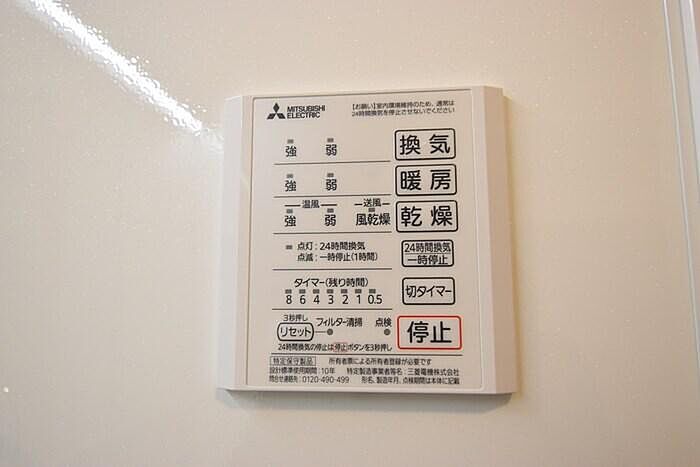 MITSUBISHI
ELECTRIC
【お願い】室内環境維持のため、通常は
24時間換気を停止させないでください
強 弱 換気
強 弱 暖房
温風 送風
強 弱 風乾燥 乾燥
点灯:24時間換気
点滅:一時停止(1時間)
24時間換気
一時停止
タイマー(残り時間)
8 6 4 3 2 1 0.5 切タイマー
3秒押し
リセット フィルター清掃 点検 停止
24時間換気の停止は停止ボタンを3秒押し
特定保守製品 所有者票による所有者登録が必要です
設計標準使用期間:10年 特定製造事業者等名:三菱電機株式会社
問合せ連絡先:0120-490-499 形名、製造年月、点検期間は本体に記載